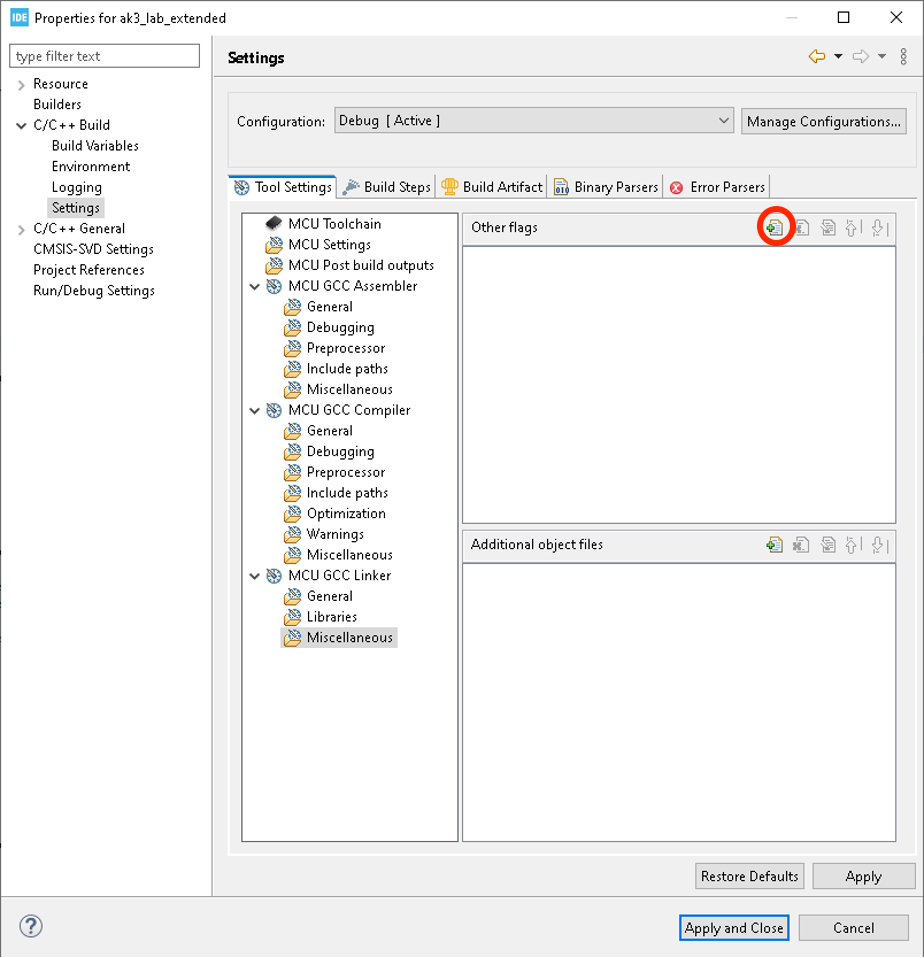 IDE Properties for ak3_lab_extended
type filter text
Resource
Builders
C/C++ Build
Build Variables
Environment
Logging
Settings
C/C++ General
CMSIS-SVD Settings
Project References
Run/Debug Settings
Settings
Configuration: Debug [ Active ] Manage Configurations...
Tool Settings Build Steps Build Artifact 010 Binary Parsers Error Parsers
MCU Toolchain
MCU Settings
MCU Post build outputs
MCU GCC Assembler
General
Debugging
Preprocessor
Include paths
Miscellaneous
MCU GCC Compiler
General
Debugging
Preprocessor
Include paths
Optimization
Warnings
Miscellaneous
MCU GCC Linker
General
Libraries
Miscellaneous
Other flags
Additional object files
Restore Defaults Apply
? Apply and Close Cancel